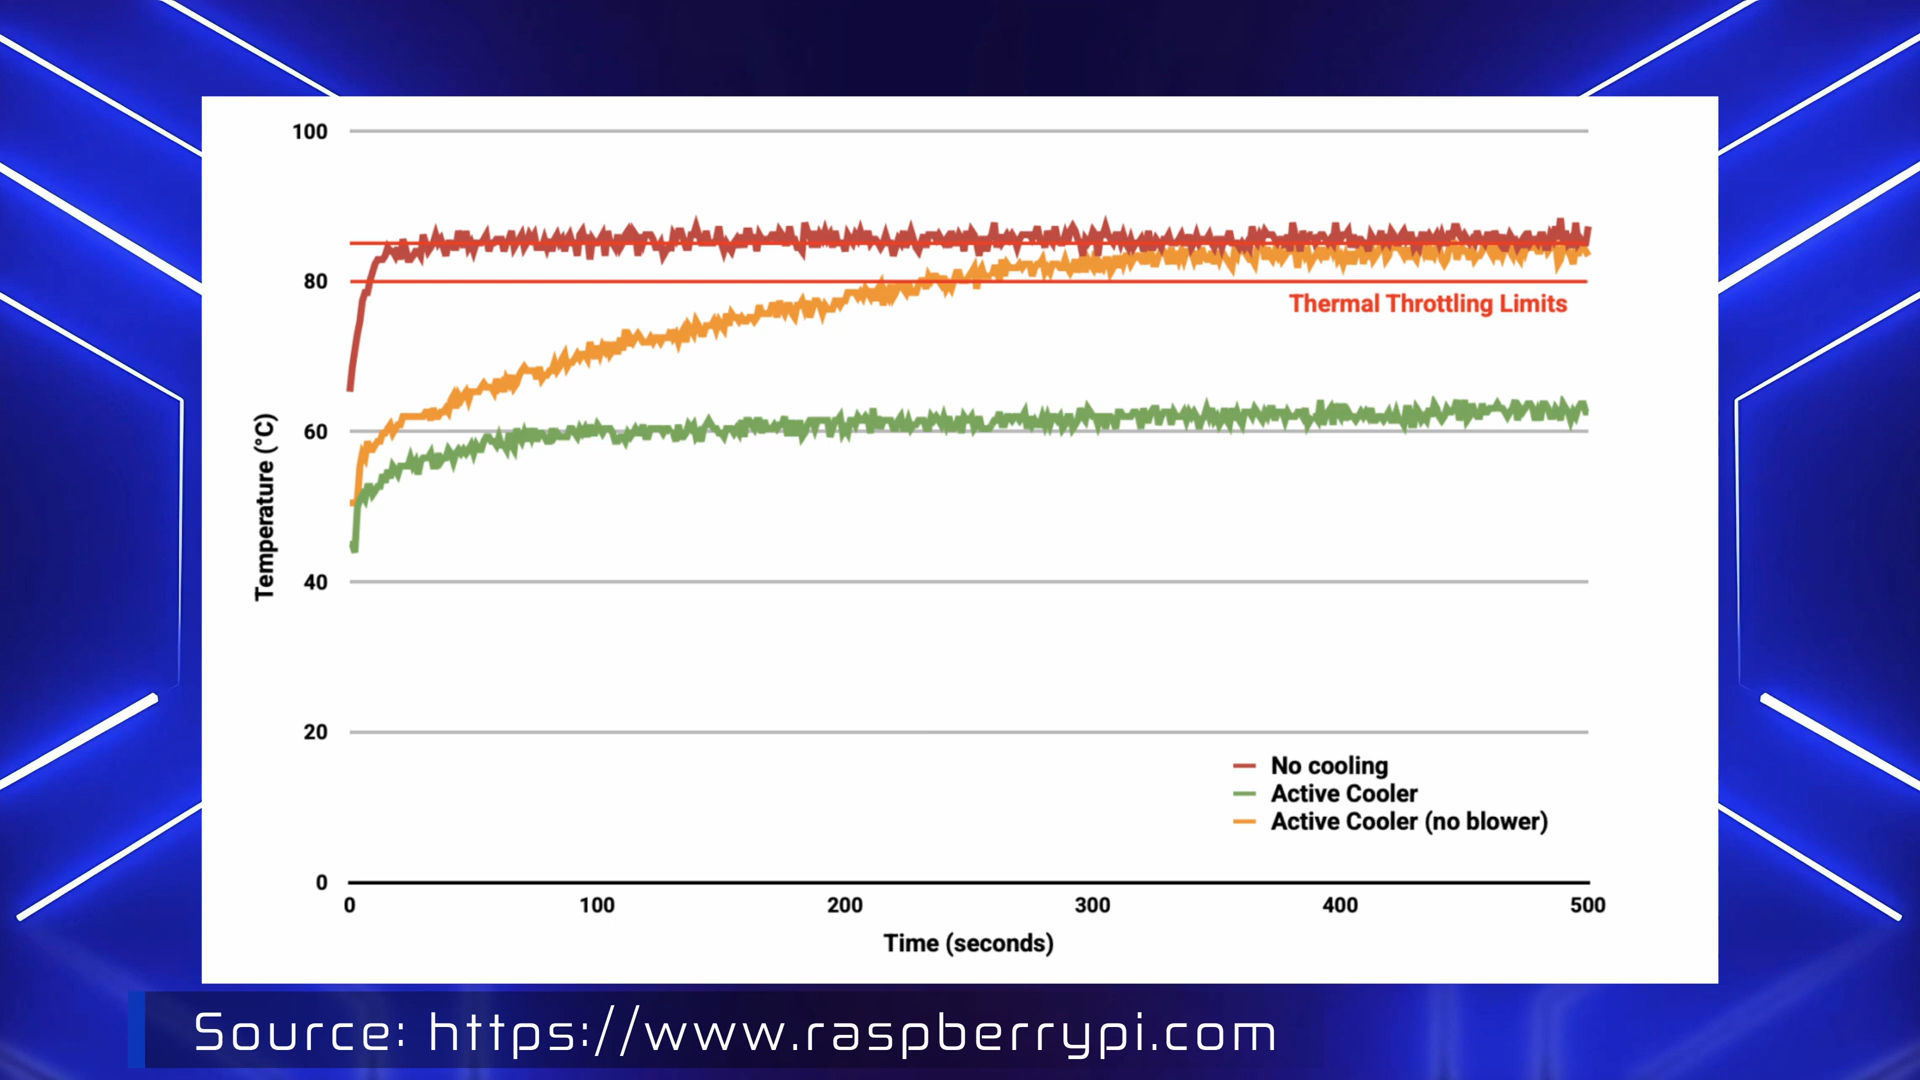 100
80
Thermal Throttling Limits
Temperature (°C)
60
40
20
No cooling
Active Cooler
Active Cooler (no blower)
0
0 100 200 300 400 500
Time (seconds)
Source: https://www.raspberrypi.com